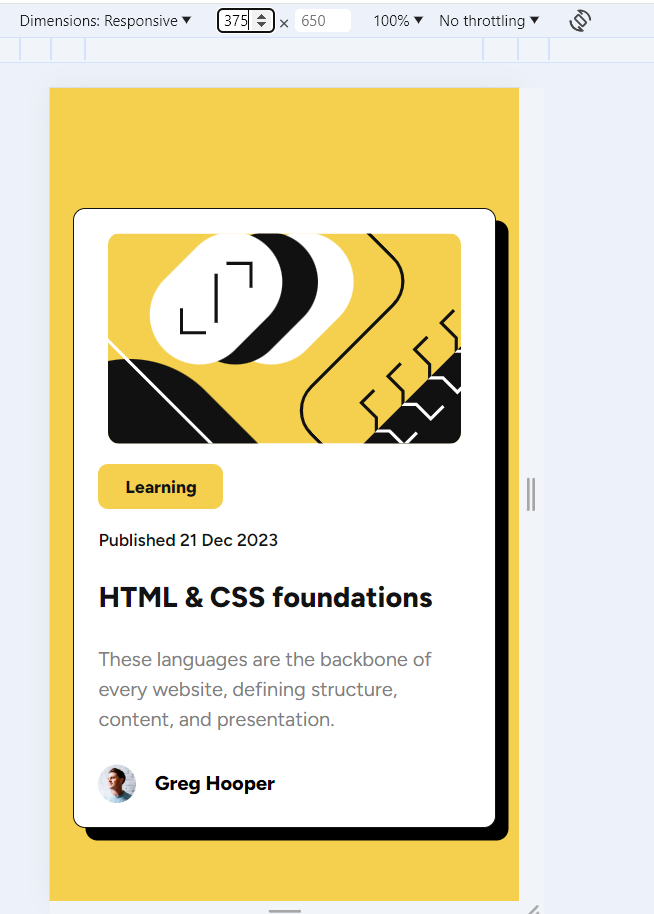 Dimensions: Responsive ▼ 375 × 650 100% ▼ No throttling ▼
Learning
Published 21 Dec 2023
HTML & CSS foundations
These languages are the backbone of
every website, defining structure,
content, and presentation.
Greg Hooper